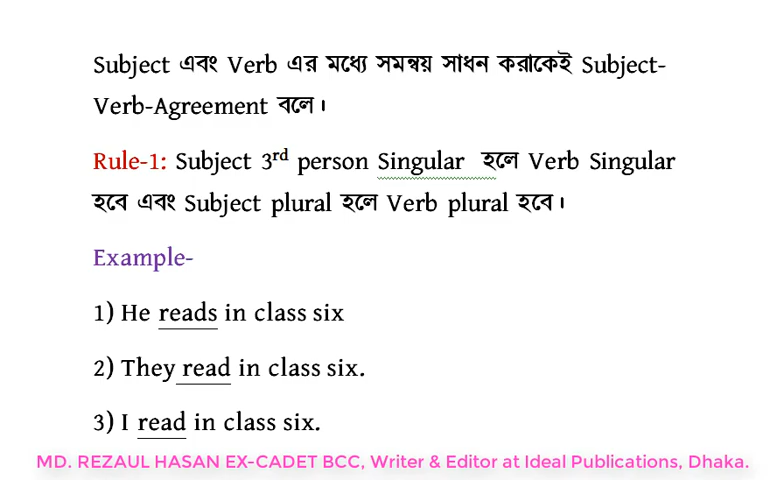 Subject এবং Verb এর মধ্যে সমন্বয় সাধন করাকেই Subject-
Verb-Agreement বলে।
Rule-1: Subject 3rd person Singular হলে Verb Singular
হবে এবং Subject plural হলে Verb plural হবে।
Example-
1) He reads in class six
2) They read in class six.
3) I read in class six.
MD. REZAUL HASAN EX-CADET BCC, Writer & Editor at Ideal Publications, Dhaka.